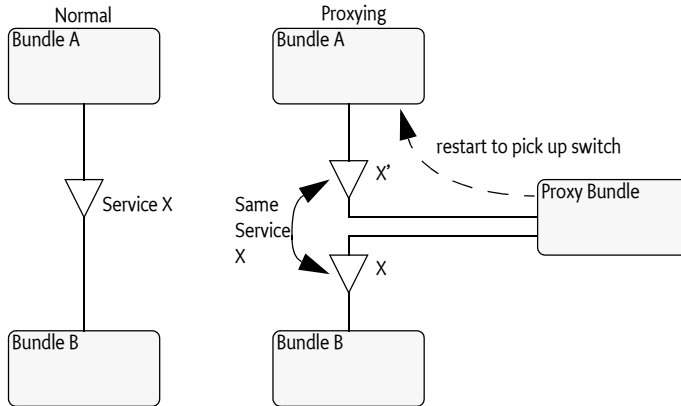 Normal
Bundle A
Service X
Bundle B
Proxying
Bundle A
restart to pick up switch
X'
Proxy Bundle
Same
Service
X
X
Bundle B